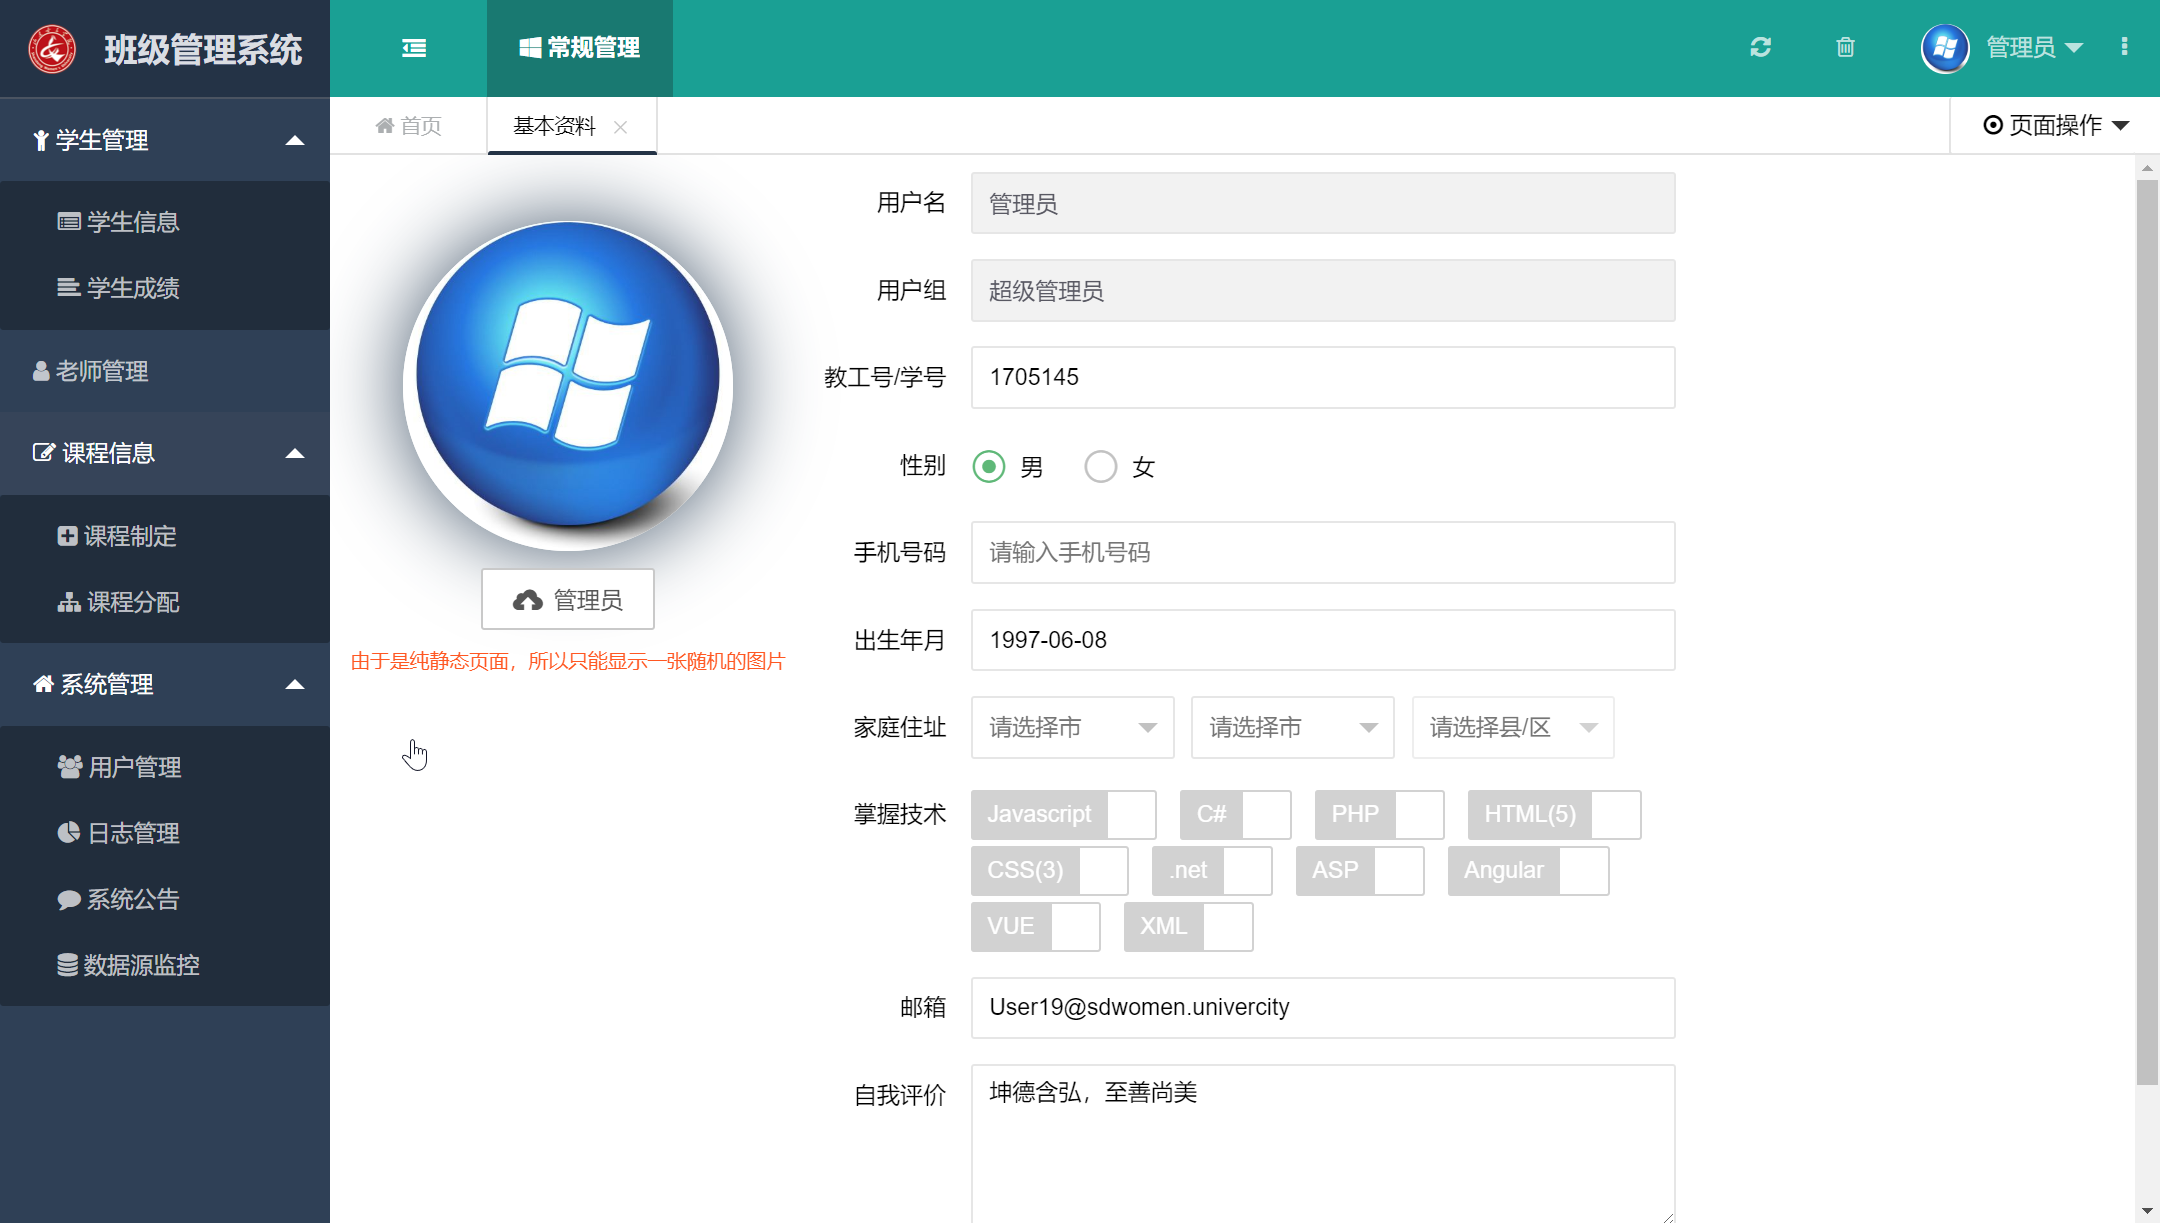 班级管理系统
常规管理
管理员
首页
基本资料
页面操作
学生管理
学生信息
学生成绩
老师管理
课程信息
课程制定
课程分配
系统管理
用户管理
日志管理
系统公告
数据源监控
管理员
由于是纯静态页面，所以只能显示一张随机的图片
用户名 管理员
用户组 超级管理员
教工号/学号 1705145
性别 男 女
手机号码 请输入手机号码
出生年月 1997-06-08
家庭住址 请选择市 请选择市 请选择县/区
掌握技术 Javascript C# PHP HTML(5)
CSS(3) .net ASP Angular
VUE XML
邮箱 User19@sdwomen.univercity
自我评价 坤德含弘，至善尚美